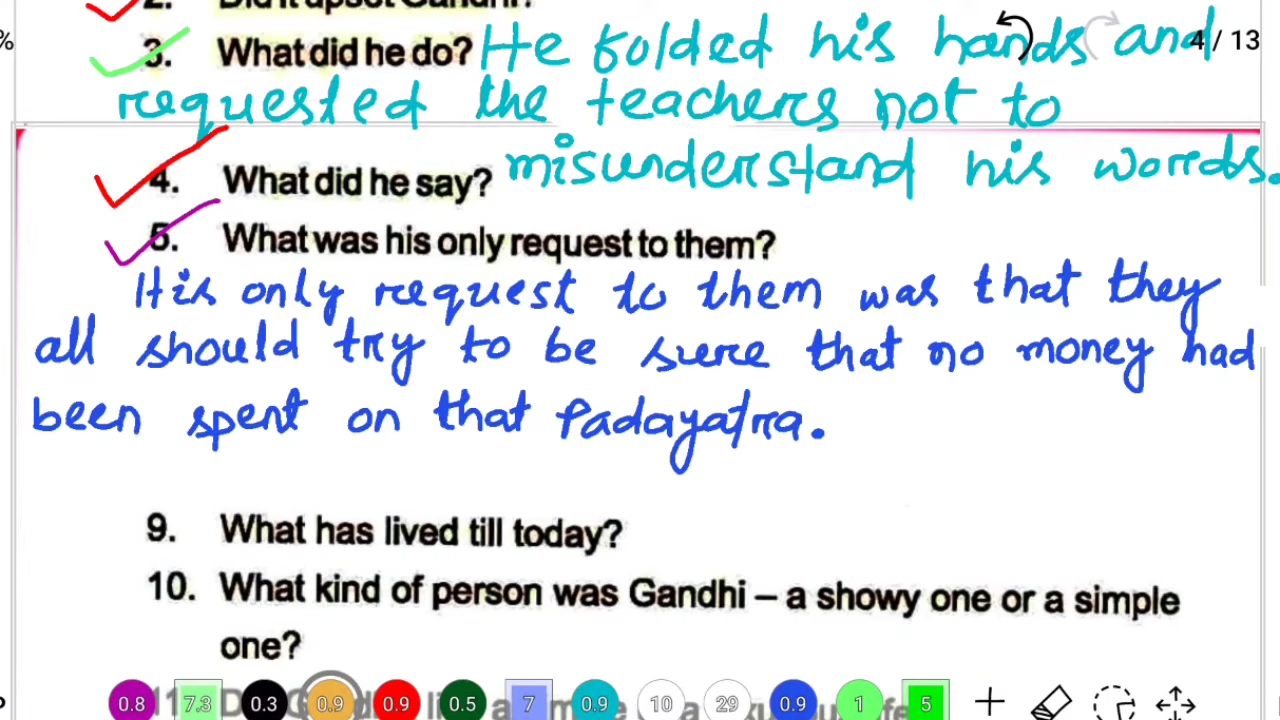 2. Did it upset Gandhi?
3. What did he do? He folded his hands and
4 / 13
requested the teachers not to
4. What did he say? misunderstand his words.
5. What was his only request to them?
His only request to them was that they
all should try to be sure that no money had
been spent on that Padayatra.
9. What has lived till today?
10. What kind of person was Gandhi – a showy one or a simple
one?
0.8 7.3 0.3 0.9 0.9 0.5 7 0.9 10 29 0.9 1 5